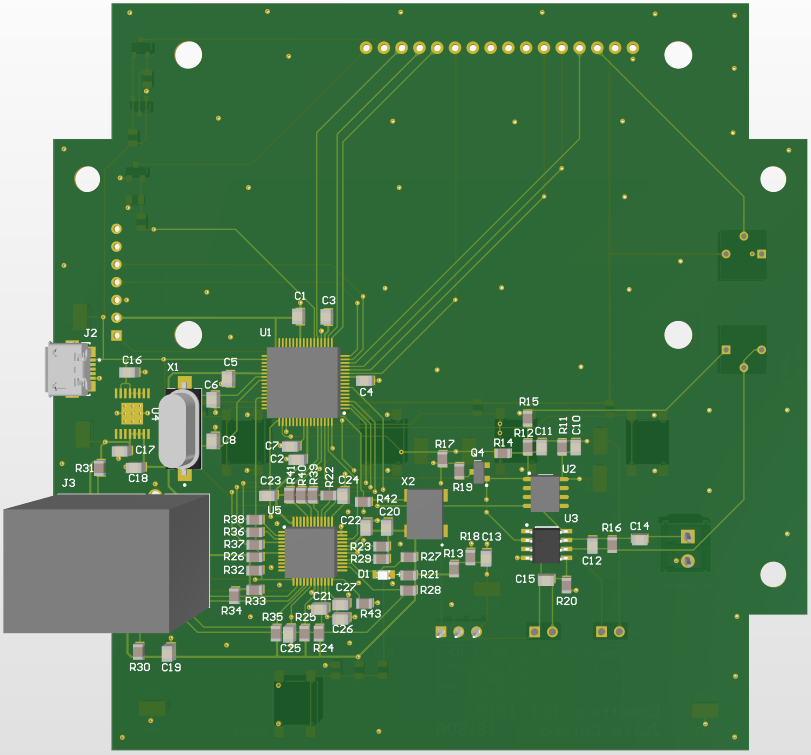 C1
C3
U1
J2
C16
X1
C5
C6
C4
U4
C8
R15
R12
C11
R11
C10
C7
C2
R17
R14
Q4
C17
R31
C18
R19
U2
J3
C23
R41
R40
R39
R22
C24
X2
R42
U5
R38
R36
R37
R26
R32
C22
C20
U3
R23
R29
R27
R18
C13
R13
R16
C14
C12
D1
R21
R28
C15
R20
R34
R33
C21
C27
R43
C26
R35
C25
R25
R24
R30
C19